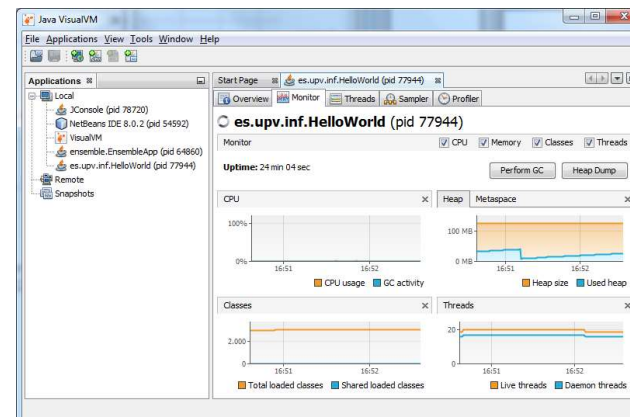 Java VisualVM
File Applications View Tools Window Help
Applications
Local
JConsole (pid 78720)
NetBeans IDE 8.0.2 (pid 54592)
VisualVM
ensemble.EnsembleApp (pid 64860)
es.upv.inf.HelloWorld (pid 77944)
Remote
Snapshots
Start Page
es.upv.inf.HelloWorld (pid 77944)
Overview Monitor Threads Sampler Profiler
es.upv.inf.HelloWorld (pid 77944)
Monitor CPU Memory Classes Threads
Uptime: 24 min 04 sec
Perform GC Heap Dump
CPU
100%
0%
16:51 16:52
CPU usage GC activity
Heap Metaspace
100 MB
0 MB
16:51 16:52
Heap size Used heap
Classes
2.000
0
16:51 16:52
Total loaded classes Shared loaded classes
Threads
20
0
16:51 16:52
Live threads Daemon threads